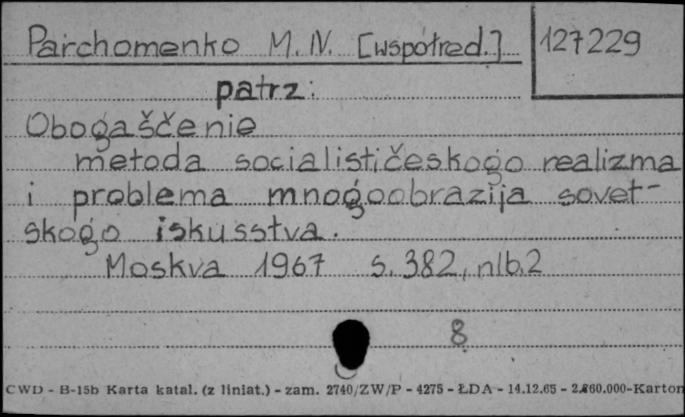 Parchomenko M. N. [współred.] 127229
patrz:
Obogaščenie
metoda socialističeskogo realizma
i problema mnogoobrazija sovet-
skogo iskusstva.
Moskva 1967 s. 382, nlb. 2
8
CWD - B-15b Karta katal. (z liniat.) - zam. 2740/ZW/P - 4275 - ŁDA - 14.12.65 - 2.860.000-Karton